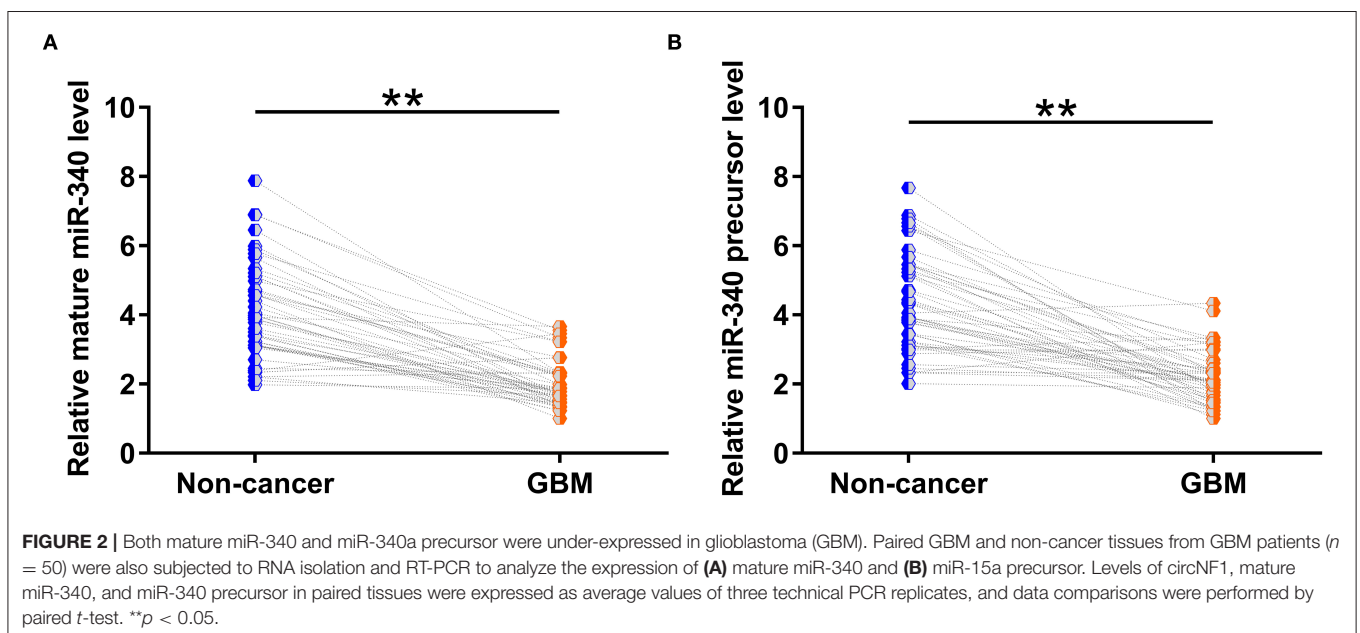 A
B
Relative mature miR-340 level
10
8
6
4
2
0
**
Non-cancer
GBM
Relative miR-340 precursor level
10
8
6
4
2
0
**
Non-cancer
GBM
FIGURE 2 | Both mature miR-340 and miR-340a precursor were under-expressed in glioblastoma (GBM). Paired GBM and non-cancer tissues from GBM patients (n
= 50) were also subjected to RNA isolation and RT-PCR to analyze the expression of (A) mature miR-340 and (B) miR-15a precursor. Levels of circNF1, mature
miR-340, and miR-340 precursor in paired tissues were expressed as average values of three technical PCR replicates, and data comparisons were performed by
paired t-test. **p < 0.05.